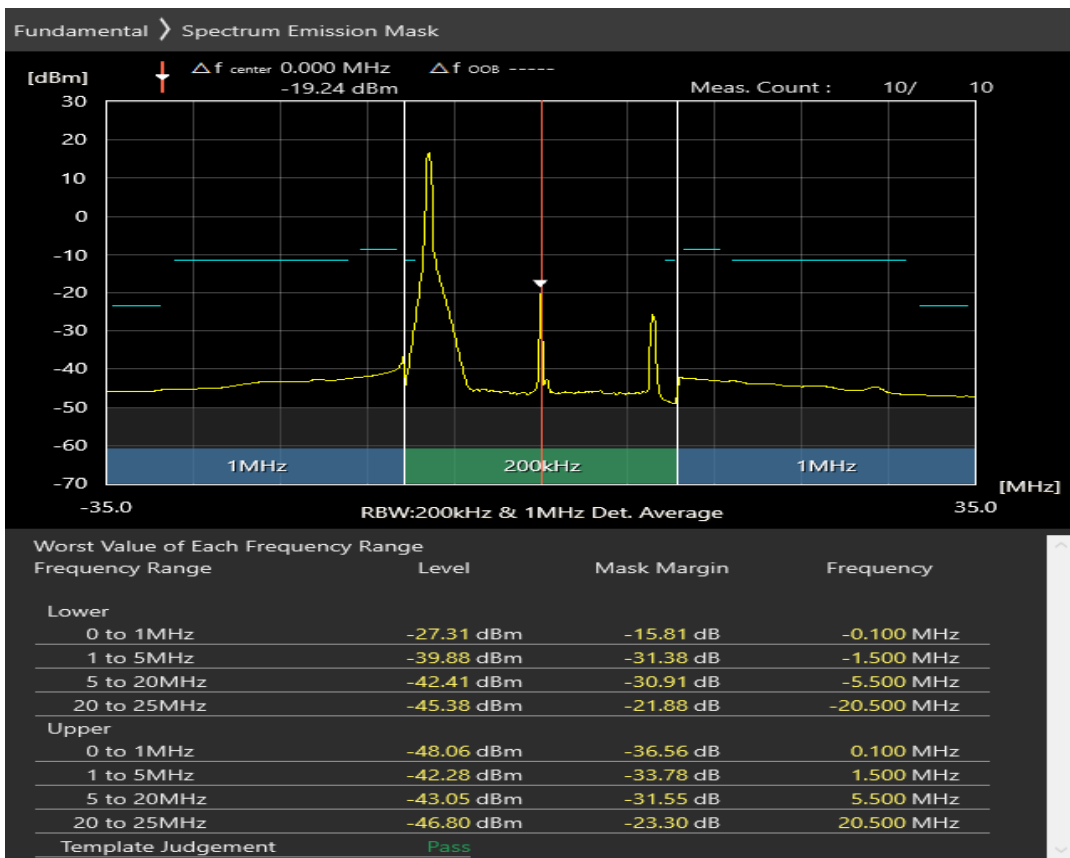 Fundamental 〉 Spectrum Emission Mask
[dBm]
△f center 0.000 MHz △f OOB -----
-19.24 dBm
Meas. Count : 10/ 10
30
20
10
0
-10
-20
-30
-40
-50
-60
-70
1MHz 200kHz 1MHz
[MHz]
-35.0 RBW:200kHz & 1MHz Det. Average 35.0
Worst Value of Each Frequency Range
Frequency Range Level Mask Margin Frequency
Lower
0 to 1MHz -27.31 dBm -15.81 dB -0.100 MHz
1 to 5MHz -39.88 dBm -31.38 dB -1.500 MHz
5 to 20MHz -42.41 dBm -30.91 dB -5.500 MHz
20 to 25MHz -45.38 dBm -21.88 dB -20.500 MHz
Upper
0 to 1MHz -48.06 dBm -36.56 dB 0.100 MHz
1 to 5MHz -42.28 dBm -33.78 dB 1.500 MHz
5 to 20MHz -43.05 dBm -31.55 dB 5.500 MHz
20 to 25MHz -46.80 dBm -23.30 dB 20.500 MHz
Template Judgement Pass